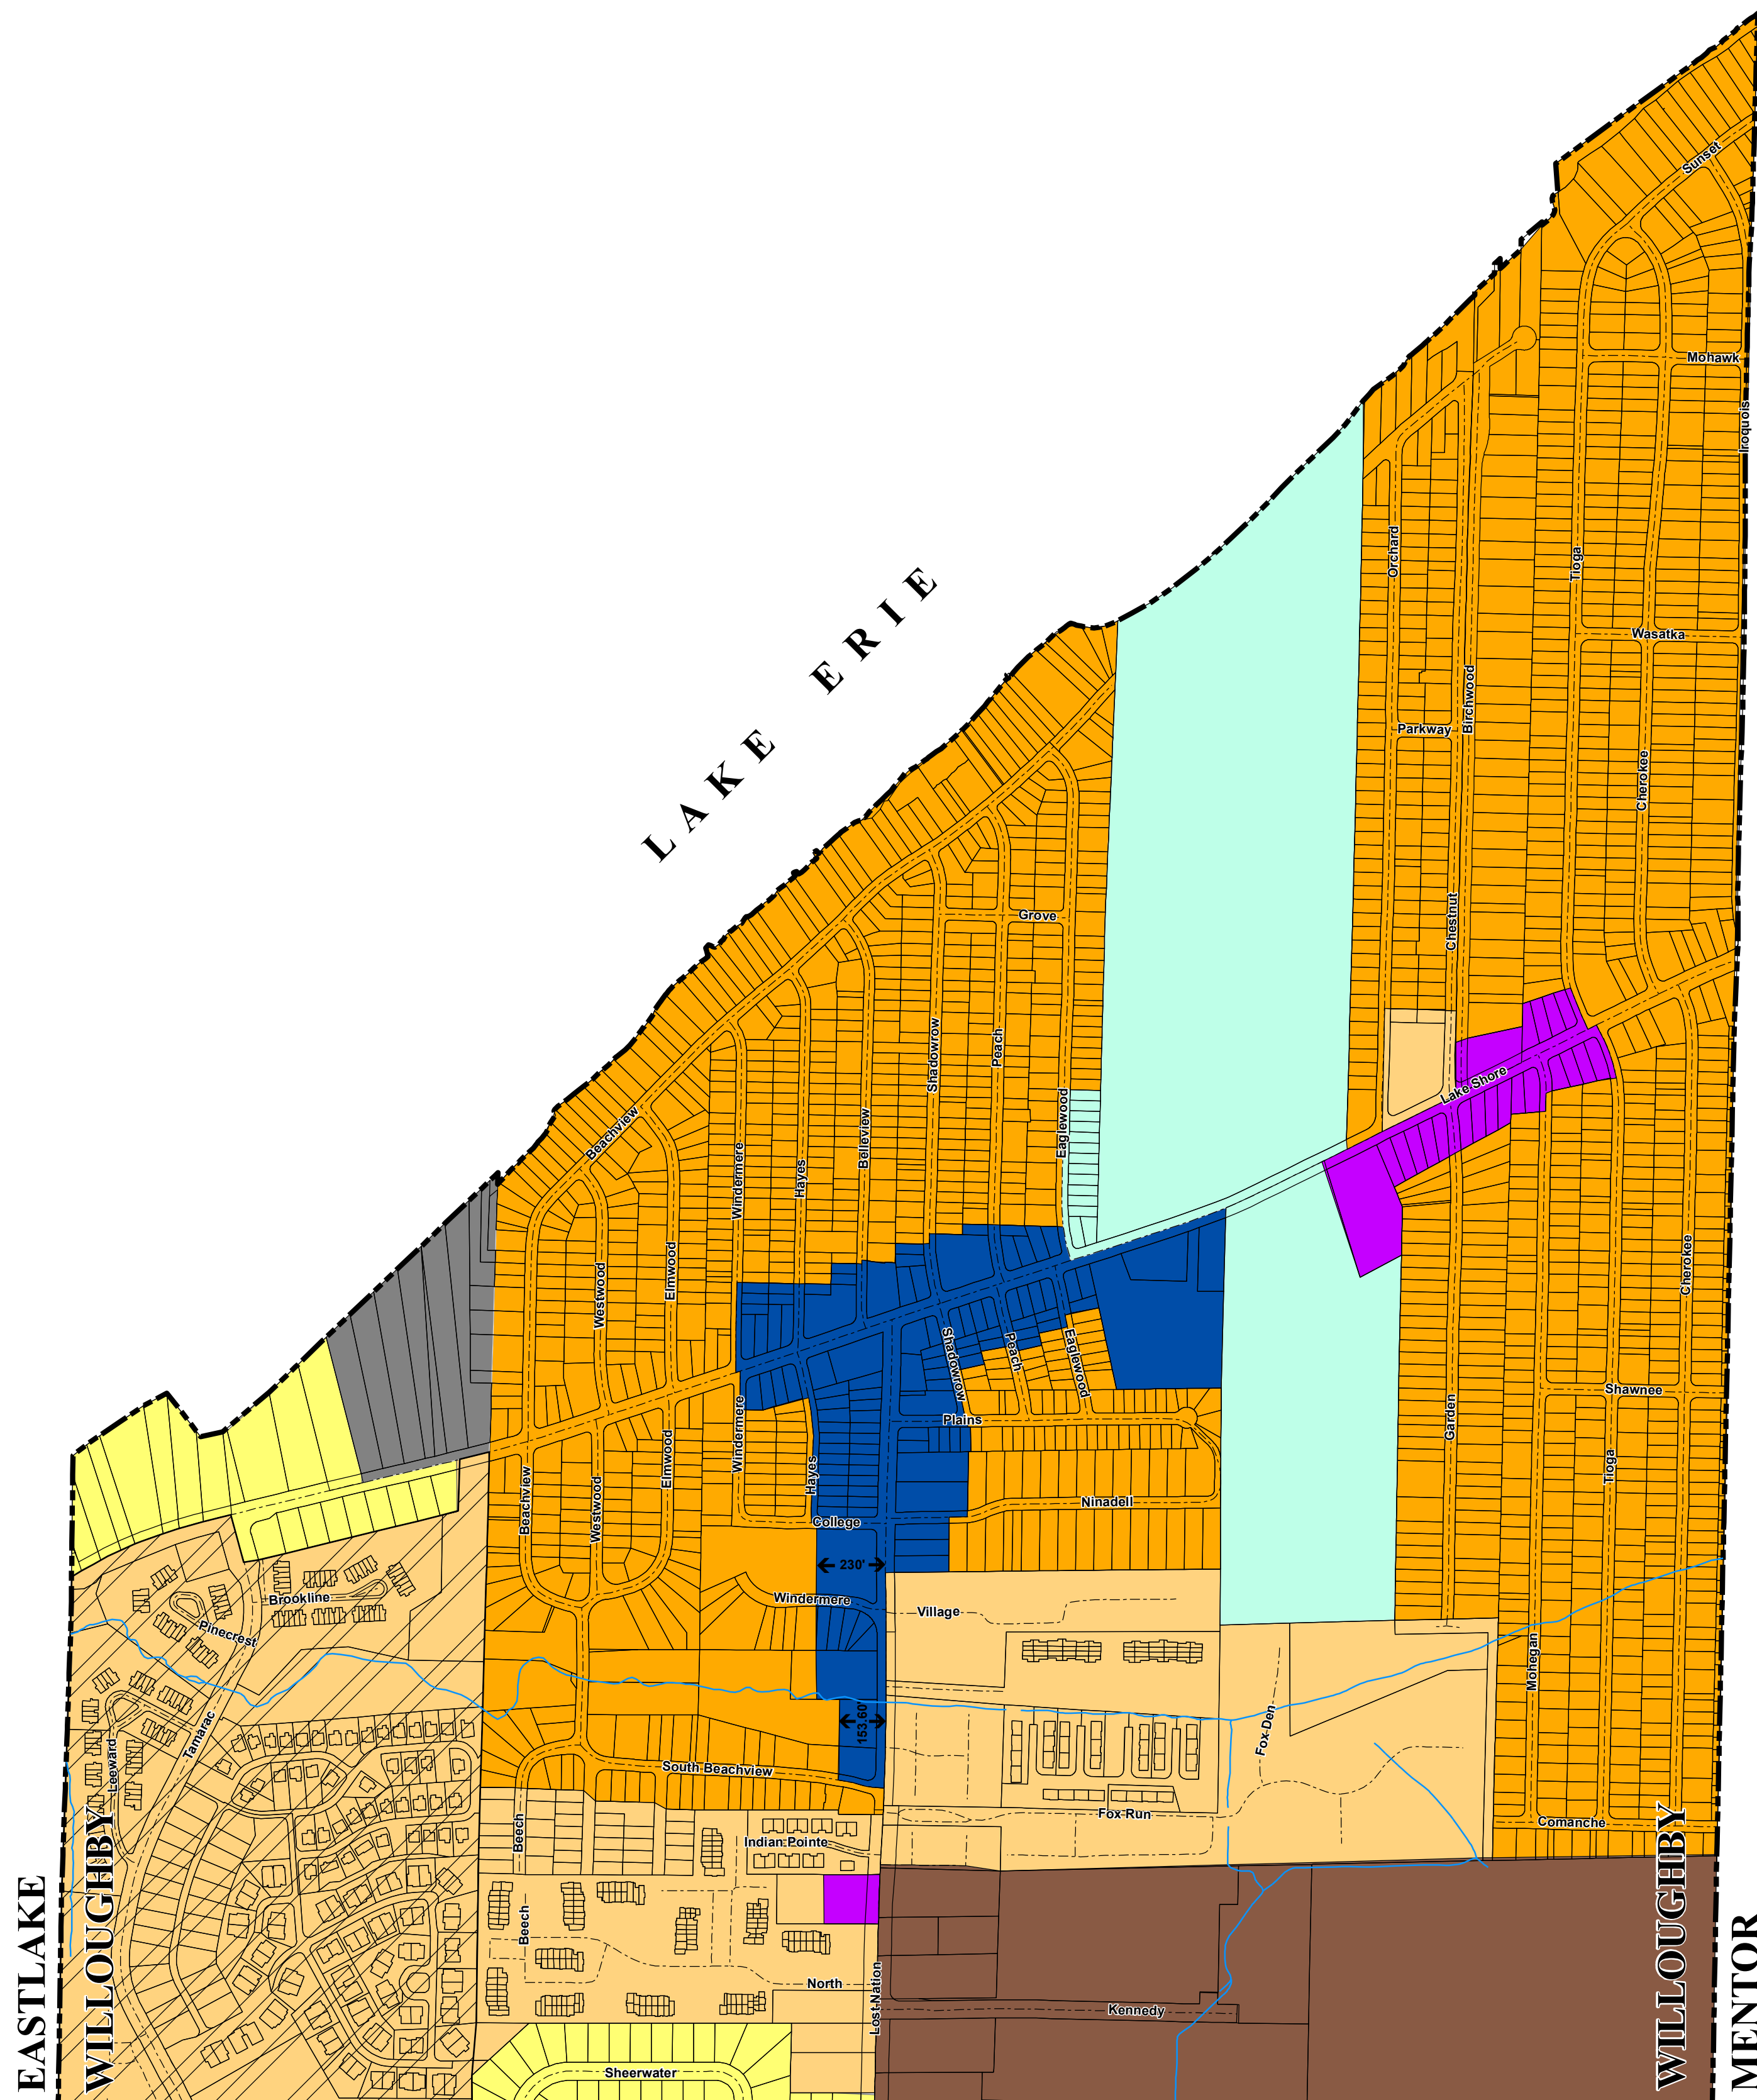 Sunset
Mohawk
Iroquois
Orchard
Tioga
LAKE ERIE
Wasatka
Birchwood
Parkway
Cherokee
Grove
Chestnut
Shadowrow
Peach
Lake Shore
Eaglewood
Beachview
Belleview
Windermere
Hayes
Elmwood
Westwood
Cherokee
Shadowrow
Peach
Eaglewood
Shawnee
Garden
Plains
Windermere
Elmwood
Hayes
Tioga
Beachview
Westwood
Ninadell
College
230'
Brookline
Windermere
Village
Pinecrest
Mohegan
Tamarac
153.60'
Fox Den
Leeward
South Beachview
Fox Run
Comanche
Beech
Indian Pointe
Beech
North
Lost Nation
Kennedy
Sheerwater
EASTLAKE
WILLOUGHBY
WILLOUGHBY
MENTOR